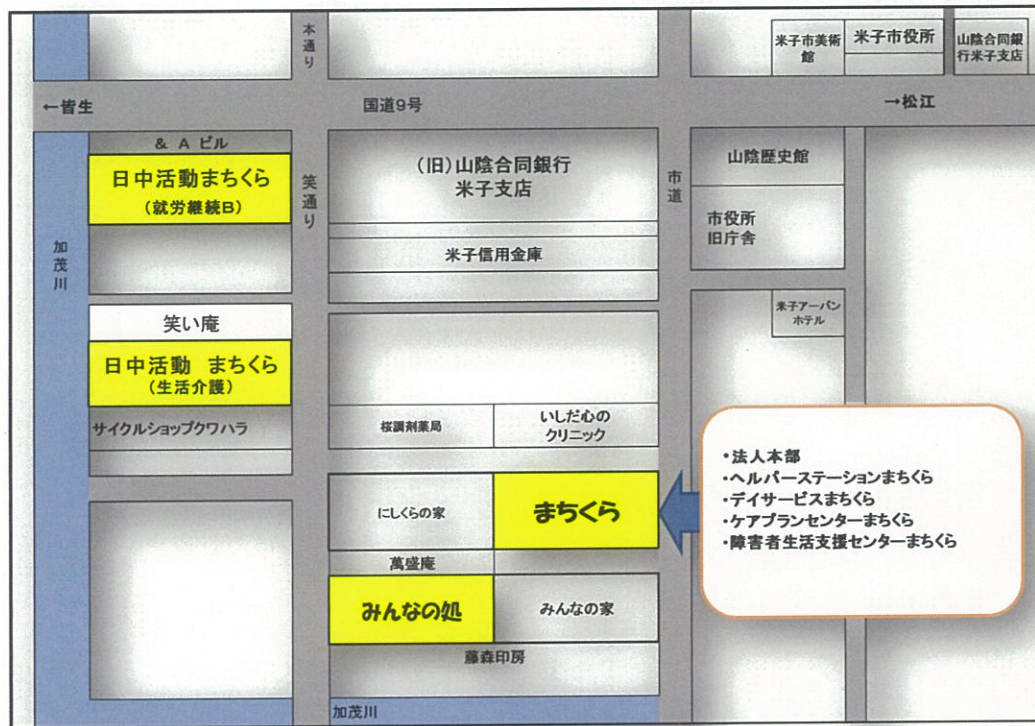 本通り
米子市美術
館
米子市役所
山陰合同銀
行米子支店
←皆生
国道9号
→松江
& A ビル
日中活動まちくら
(就労継続B)
笑通り
(旧)山陰合同銀行
米子支店
市道
山陰歴史館
市役所
旧庁舎
加茂川
米子信用金庫
米子アーバン
ホテル
笑い庵
日中活動 まちくら
(生活介護)
サイクルショップクワハラ
桜調剤薬局
いしだ心の
クリニック
・法人本部
・ヘルパーステーションまちくら
・デイサービスまちくら
・ケアプランセンターまちくら
・障害者生活支援センターまちくら
にしくらの家
まちくら
萬盛庵
みんなの処
みんなの家
藤森印房
加茂川